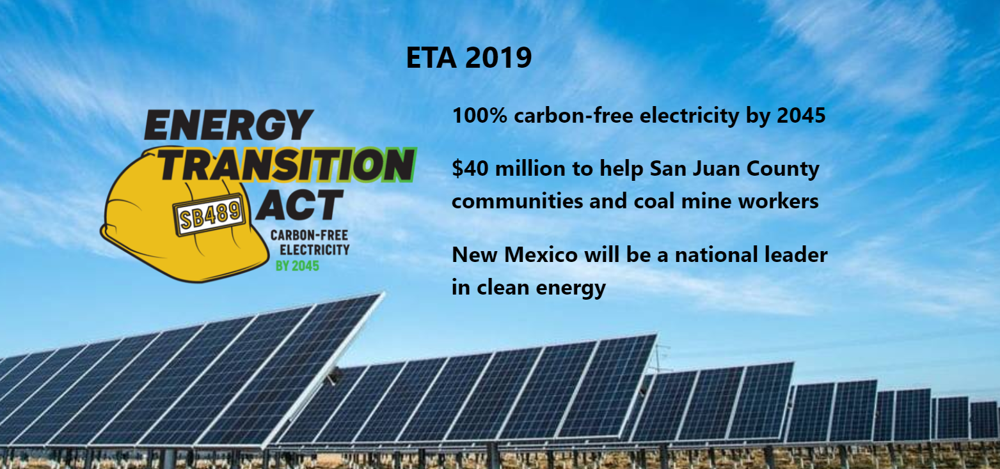 ETA 2019
ENERGY
TRANSITION
ACT
SB489
CARBON-FREE
ELECTRICITY
BY 2045
100% carbon-free electricity by 2045
$40 million to help San Juan County
communities and coal mine workers
New Mexico will be a national leader
in clean energy